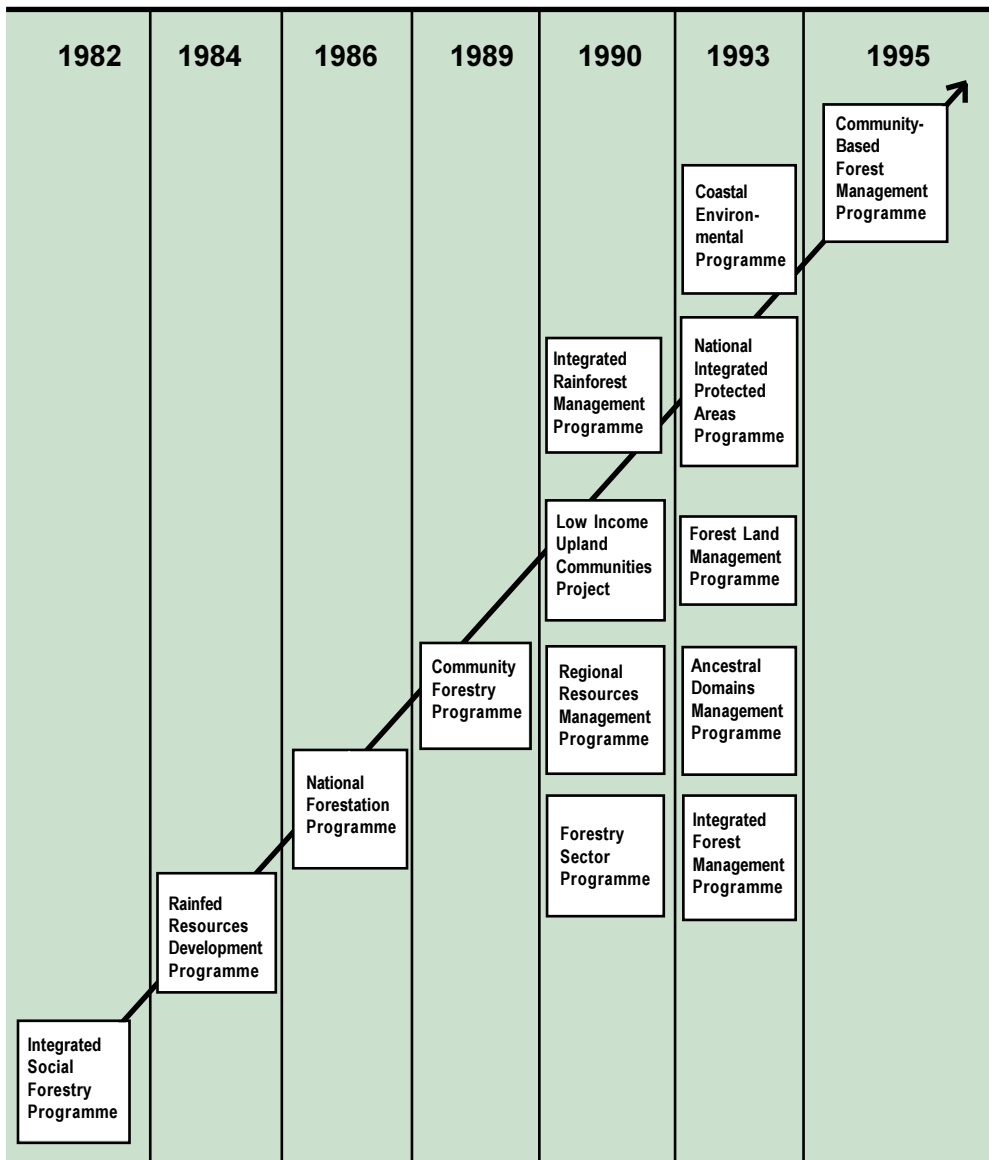 1982 1984 1986 1989 1990 1993 1995
Community-
Based
Forest
Management
Programme
Coastal
Environ-
mental
Programme
Integrated
Rainforest
Management
Programme
National
Integrated
Protected
Areas
Programme
Low Income
Upland
Communities
Project
Forest Land
Management
Programme
Community
Forestry
Programme
Regional
Resources
Management
Programme
Ancestral
Domains
Management
Programme
National
Forestation
Programme
Forestry
Sector
Programme
Integrated
Forest
Management
Programme
Rainfed
Resources
Development
Programme
Integrated
Social
Forestry
Programme